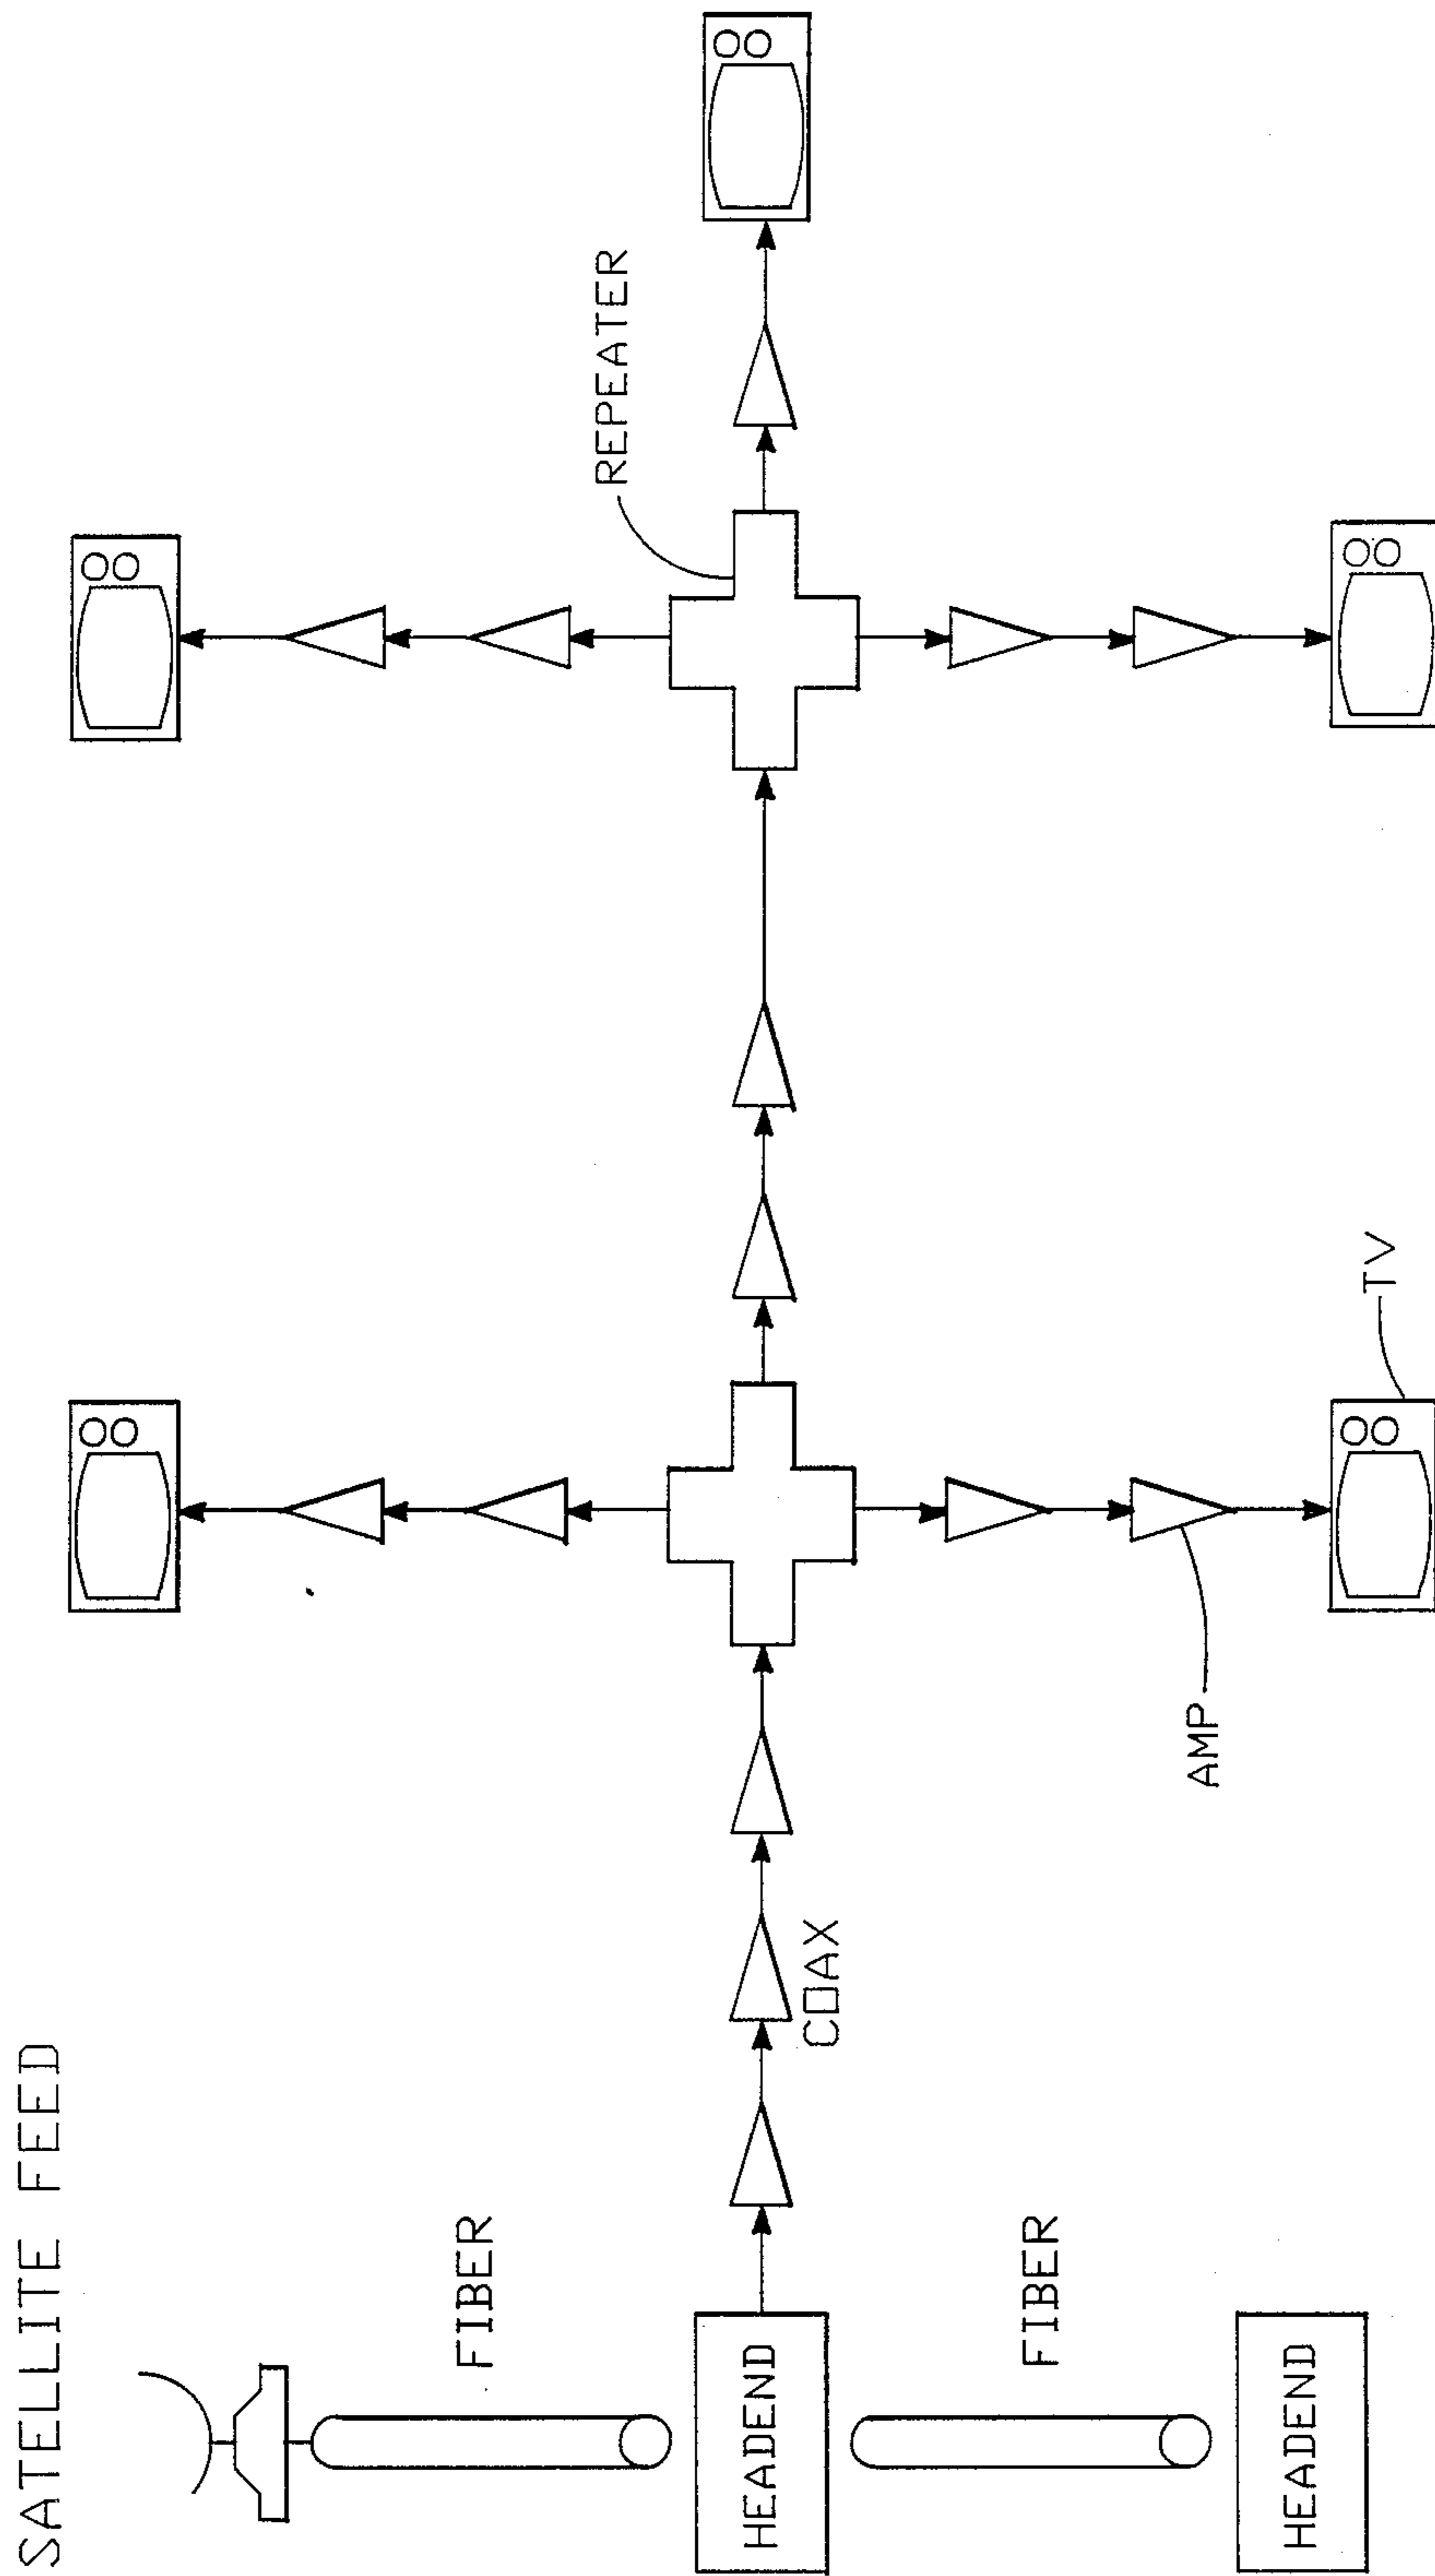 SATELLITE FEED
FIBER
REPEATER
HEADEND
COAX
FIBER
AMP
TV
HEADEND